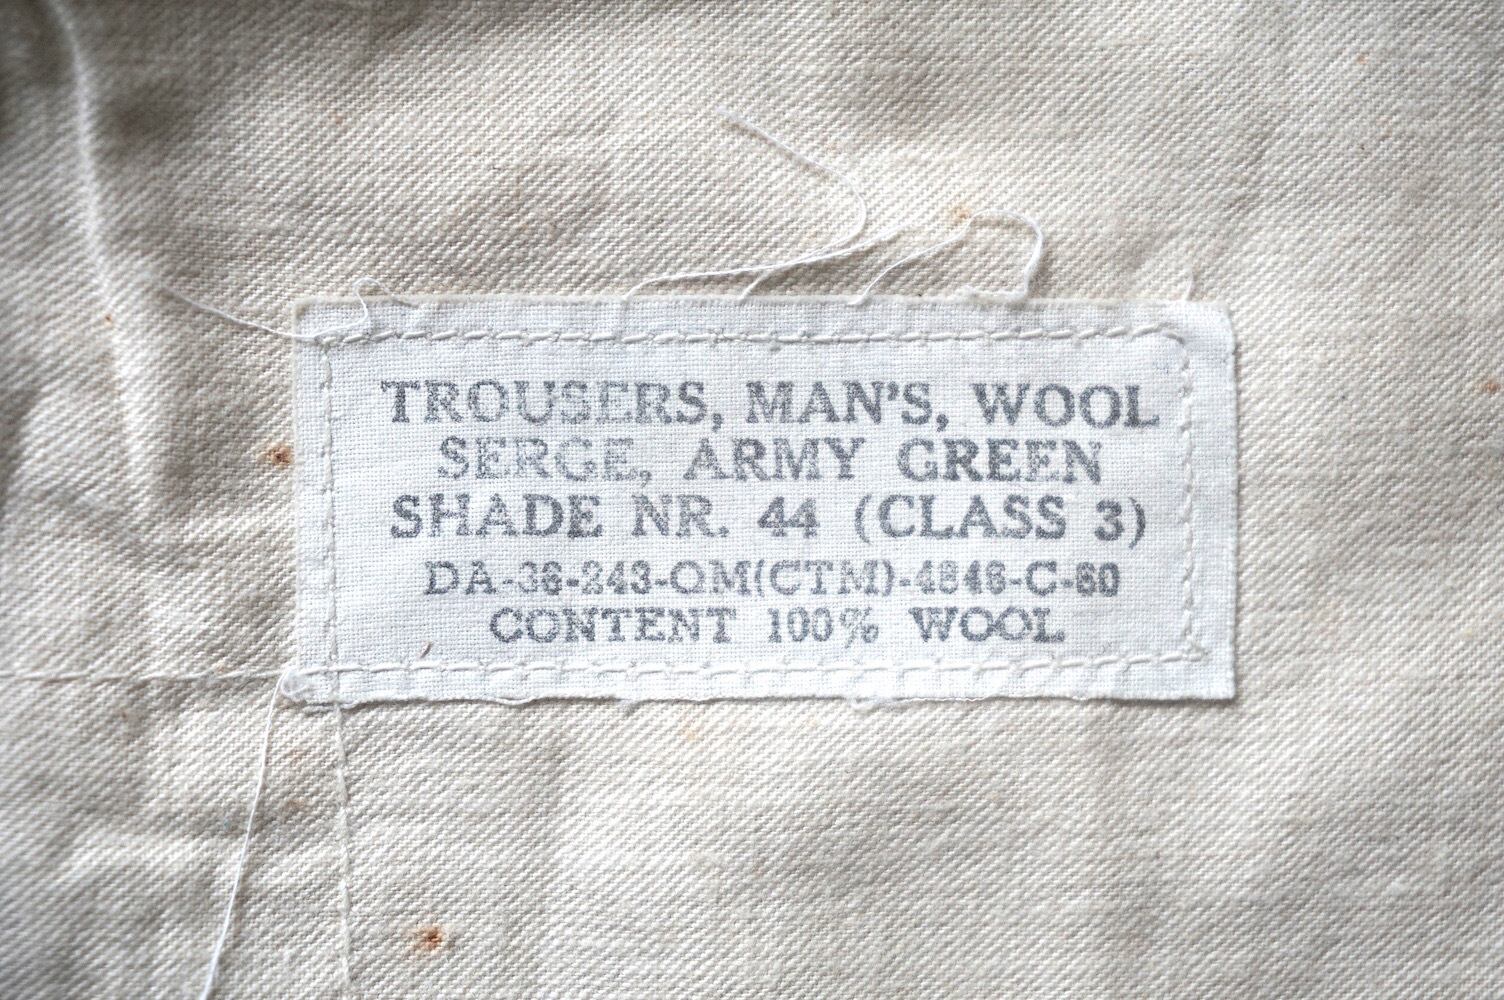 TROUSERS, MAN'S, WOOL
SERGE, ARMY GREEN
SHADE NR. 44 (CLASS 3)
DA-36-243-QM(CTM)-4846-C-60
CONTENT 100% WOOL